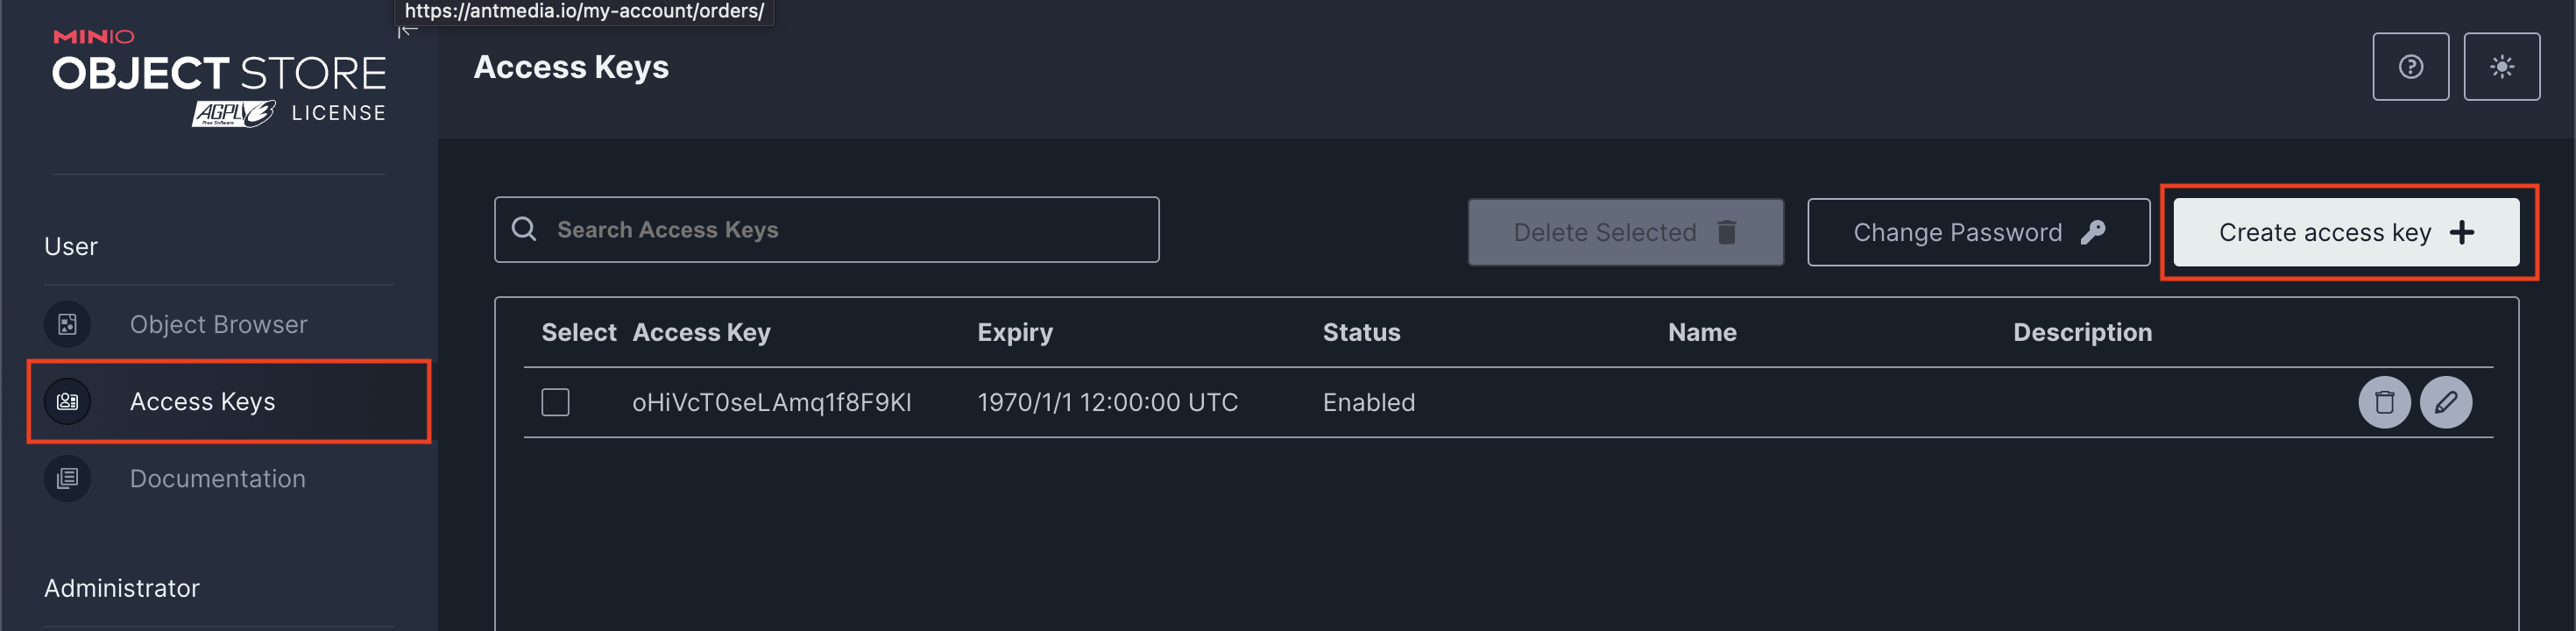 https://antmedia.io/my-account/orders/
MINIO
OBJECT STORE
AGPLv3 LICENSE
Free Software
User
Object Browser
Access Keys
Documentation
Administrator
Access Keys
Search Access Keys
Delete Selected
Change Password
Create access key
Select Access Key Expiry Status Name Description
oHiVcT0seLAmq1f8F9KI 1970/1/1 12:00:00 UTC Enabled